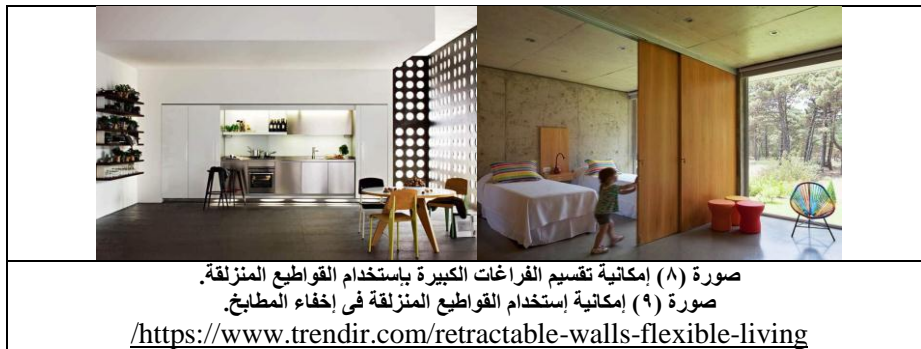 صورة (٨) إمكانية تقسيم الفراغات الكبيرة بإستخدام القواطيع المنزلقة.
صورة (٩) إمكانية إستخدام القواطيع المنزلقة فى إخفاء المطابخ.
/https://www.trendir.com/retractable-walls-flexible-living